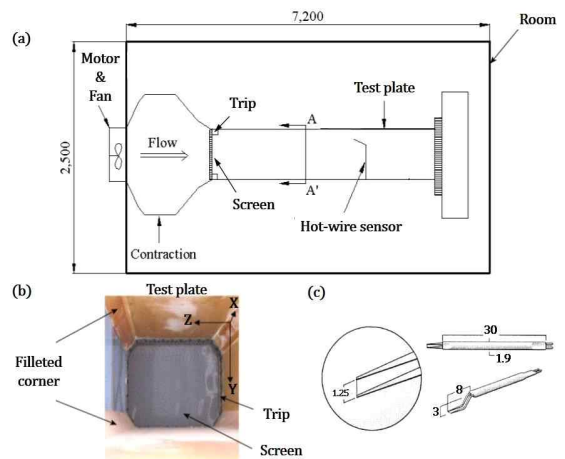 7,200
(a)
Room
Motor
&
Fan
Trip
Test plate
A
Flow
2,500
Screen
A'
Hot-wire sensor
Contraction
(b)
Test plate
(c)
X
Z
30
Filleted
corner
Y
1.9
8
1.25
3
Trip
Screen